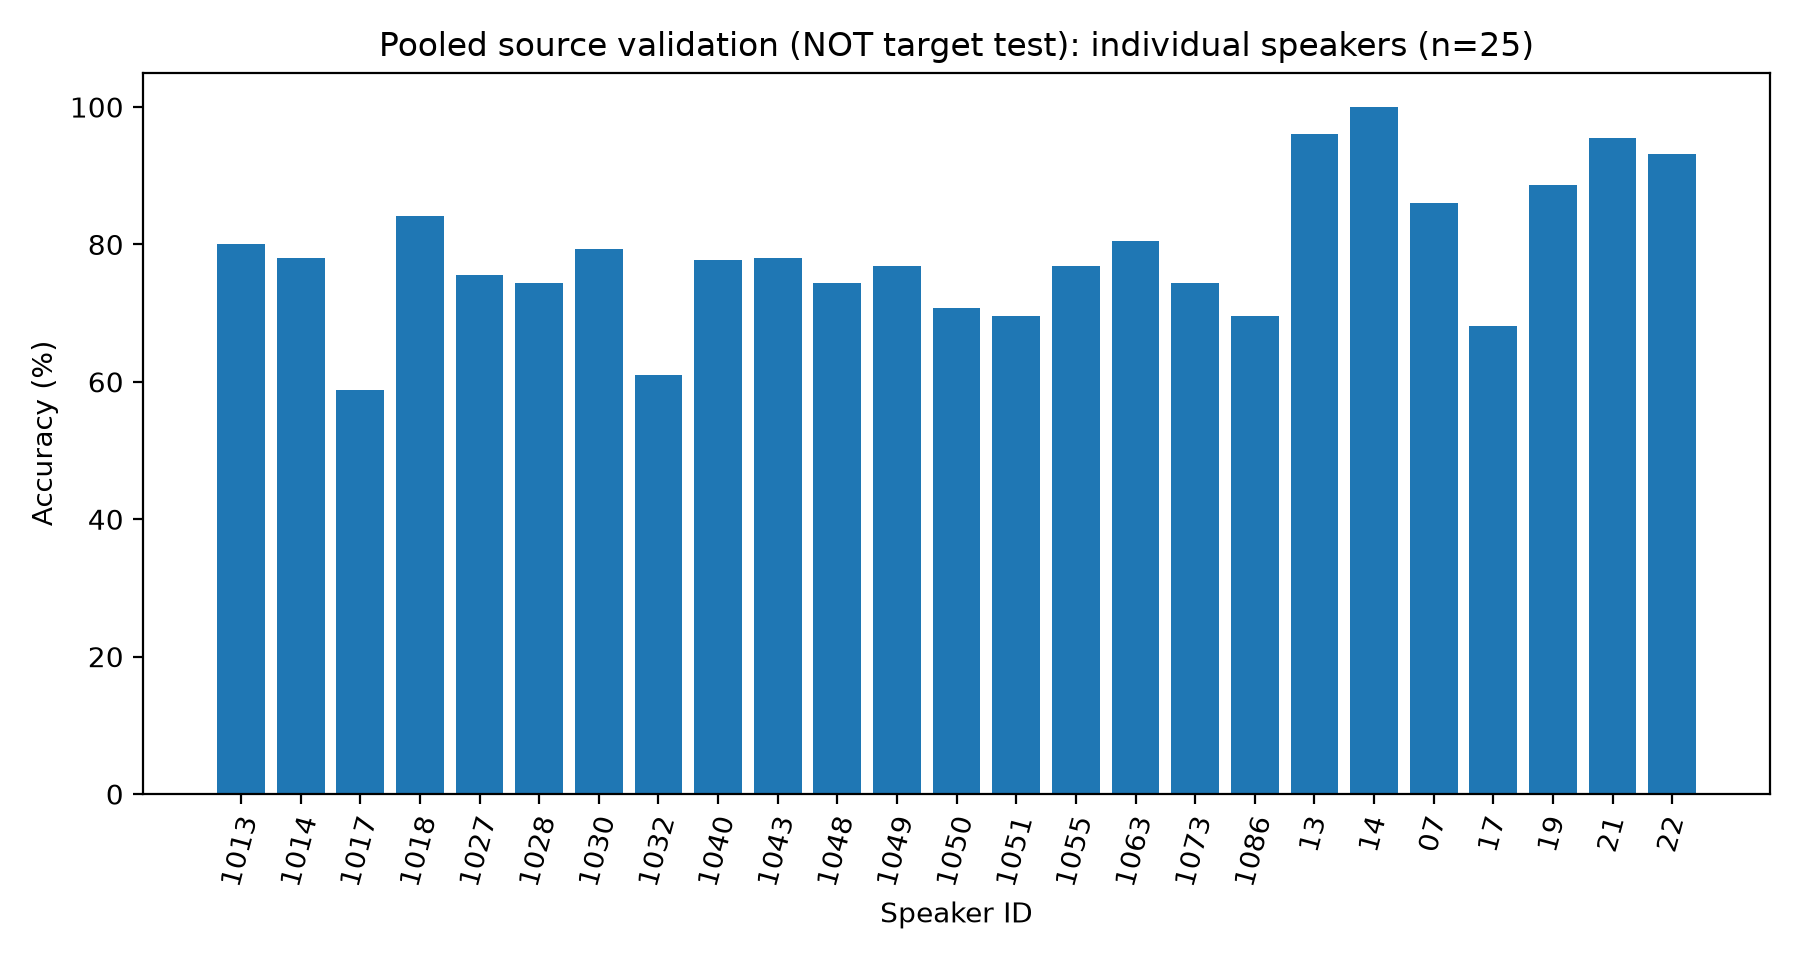 Pooled source validation (NOT target test): individual speakers (n=25)
100
80
60
40
20
0
Accuracy (%)
1013 1014 1017 1018 1027 1028 1030 1032 1040 1043 1048 1049 1050 1051 1055 1063 1073 1086 13 14 07 17 19 21 22
Speaker ID